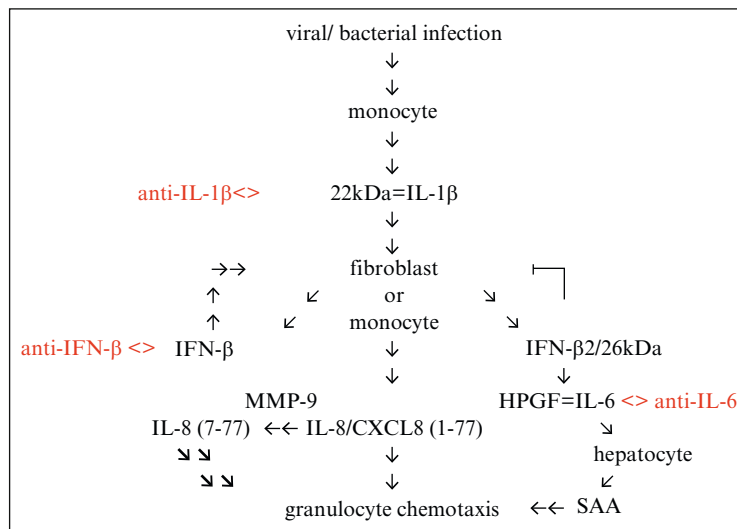 viral/ bacterial infection
monocyte
anti-IL-1β<> 22kDa=IL-1β
fibroblast
or
monocyte
anti-IFN-β <> IFN-β IFN-β2/26kDa
MMP-9 HPGF=IL-6 <> anti-IL-6
IL-8 (7-77) IL-8/CXCL8 (1-77)
hepatocyte
granulocyte chemotaxis SAA